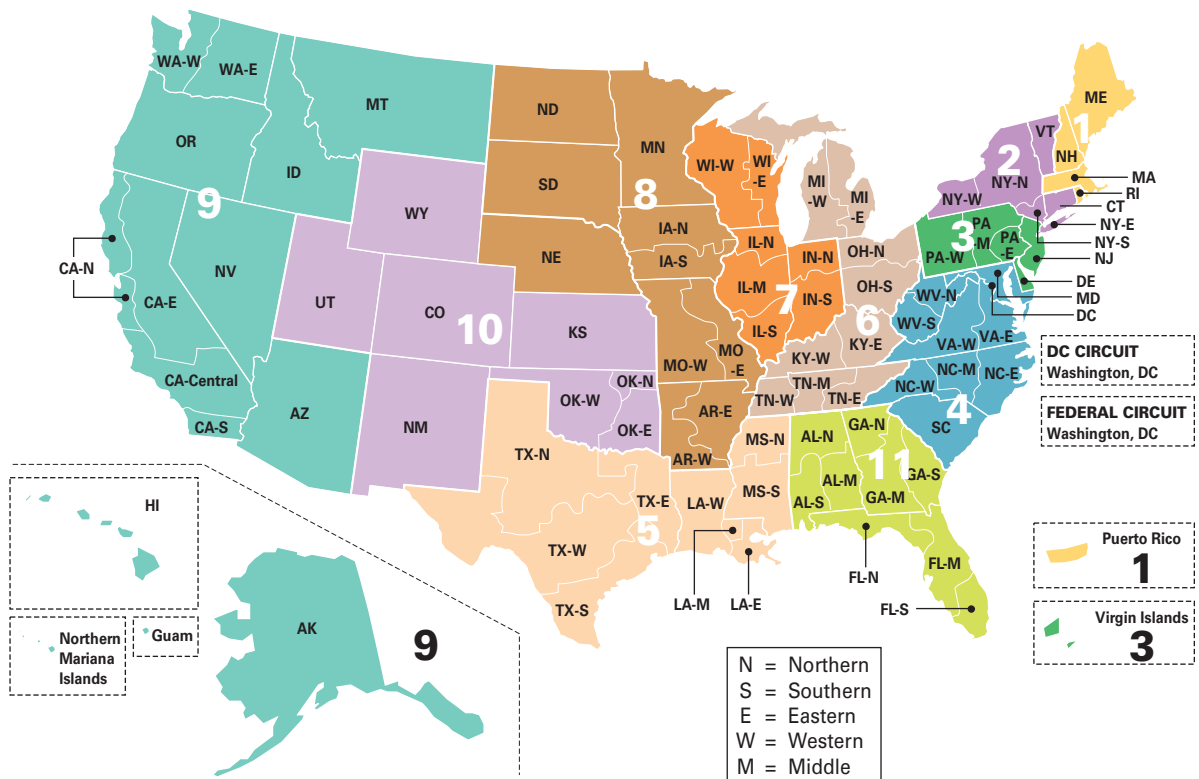 WA-W
WA-E
MT
ND
MN
OR
ID
SD
WI-W
WI
-E
MI
-W
MI
-E
ME
1
VT
NH
2
NY-N
NY-W
MA
RI
CT
NY-E
NY-S
NJ
DE
MD
DC
9
WY
8
IA-N
IA-S
NE
IL-N
IL-M
IL-S
IN-N
IN-S
7
OH-N
OH-S
6
3
PA
-M
PA
-E
PA-W
CA-N
CA-E
NV
UT
CO
10
KS
MO-W
MO
-E
KY-W
KY-E
WV-N
WV-S
VA-W
VA-E
DC CIRCUIT
Washington, DC
FEDERAL CIRCUIT
Washington, DC
CA-Central
CA-S
AZ
NM
OK-N
OK-W
OK-E
AR-E
AR-W
TN-W
TN-M
TN-E
NC-W
NC-M
NC-E
4
SC
TX-N
TX-E
TX-W
TX-S
5
LA-W
MS-N
MS-S
LA-M
LA-E
AL-N
AL-M
AL-S
GA-N
11
GA-M
GA-S
FL-N
FL-M
FL-S
HI
Northern
Mariana
Islands
Guam
AK
9
Puerto Rico
1
Virgin Islands
3
N = Northern
S = Southern
E = Eastern
W = Western
M = Middle